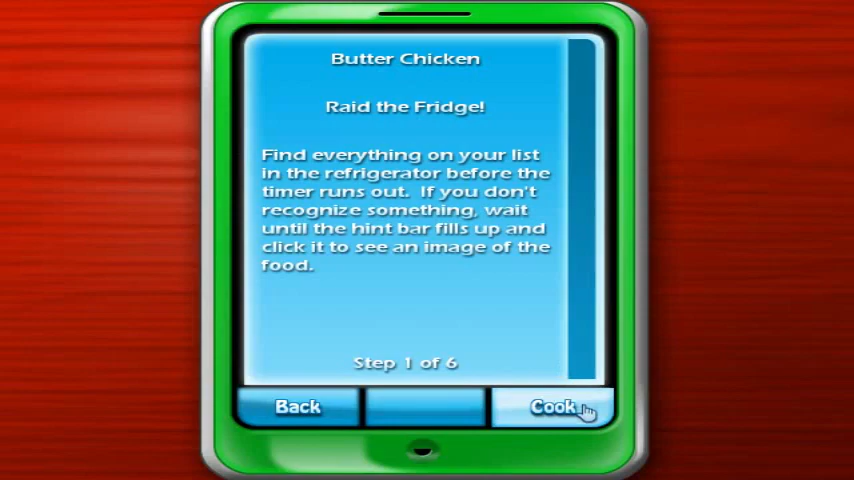 Butter Chicken
Raid the Fridge!
Find everything on your list
in the refrigerator before the
timer runs out. If you don't
recognize something, wait
until the hint bar fills up and
click it to see an image of the
food.
Step 1 of 6
Back
Cook